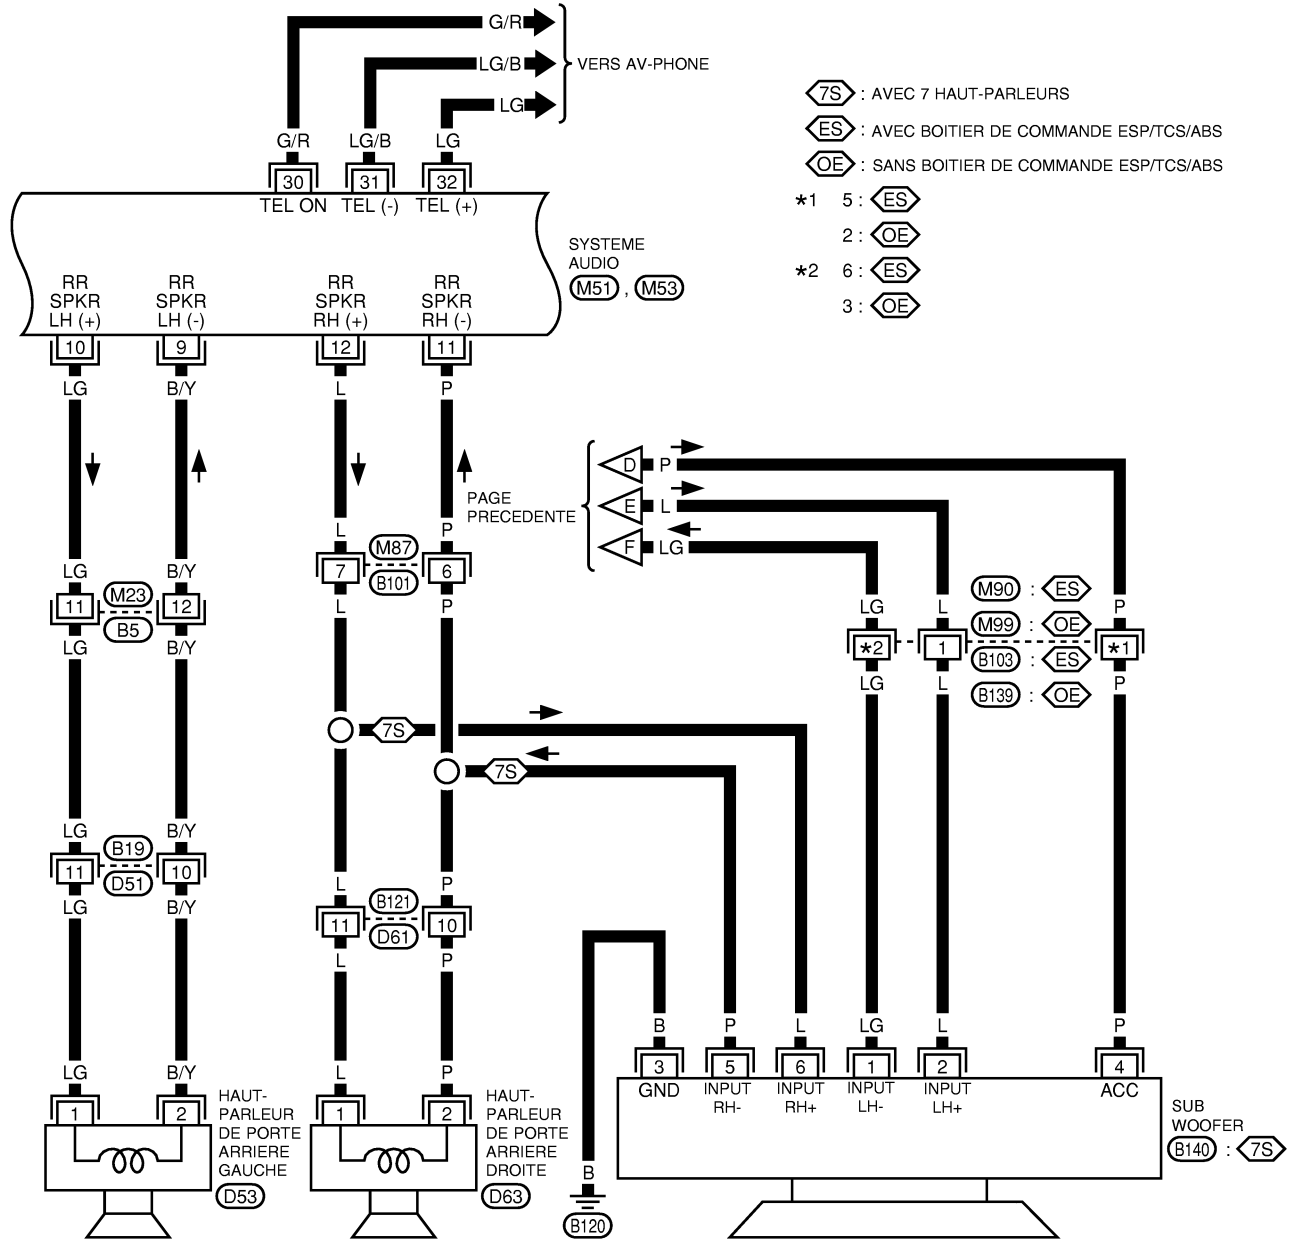 G/R
LG/B
VERS AV-PHONE
LG
7S : AVEC 7 HAUT-PARLEURS
ES : AVEC BOITIER DE COMMANDE ESP/TCS/ABS
OE : SANS BOITIER DE COMMANDE ESP/TCS/ABS
*1 5 : ES
2 : OE
*2 6 : ES
3 : OE
G/R LG/B LG
30 31 32
TEL ON TEL (-) TEL (+)
SYSTEME
AUDIO
M51 , M53
RR RR RR RR
SPKR SPKR SPKR SPKR
LH (+) LH (-) RH (+) RH (-)
10 9 12 11
LG B/Y L P
D P
PAGE
PRECEDENTE
E L
F LG
L P
M87
7 6
B101
L P
LG B/Y
M23
11 12
B5
LG B/Y
LG L P
M90 : ES
M99 : OE
*2 1 *1
B103 : ES
B139 : OE
LG L P
7S
7S
LG B/Y
B19
11 10
D51
LG B/Y
L P
B121
11 10
D61
L P
B P L LG L P
3 5 6 1 2 4
GND INPUT INPUT INPUT INPUT ACC
RH- RH+ LH- LH+
LG B/Y L P
1 2 1 2
HAUT-
PARLEUR
DE PORTE
ARRIERE
GAUCHE
D53
HAUT-
PARLEUR
DE PORTE
ARRIERE
DROITE
D63
SUB
WOOFER
B140 : 7S
B
B120